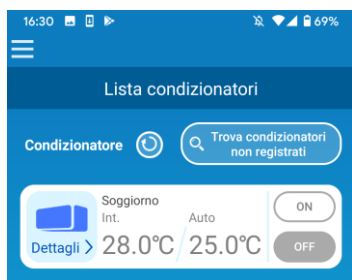 16:30 69%
Lista condizionatori
Condizionatore Trova condizionatori
non registrati
Soggiorno
Int. Auto ON
Dettagli > 28.0°C 25.0°C OFF